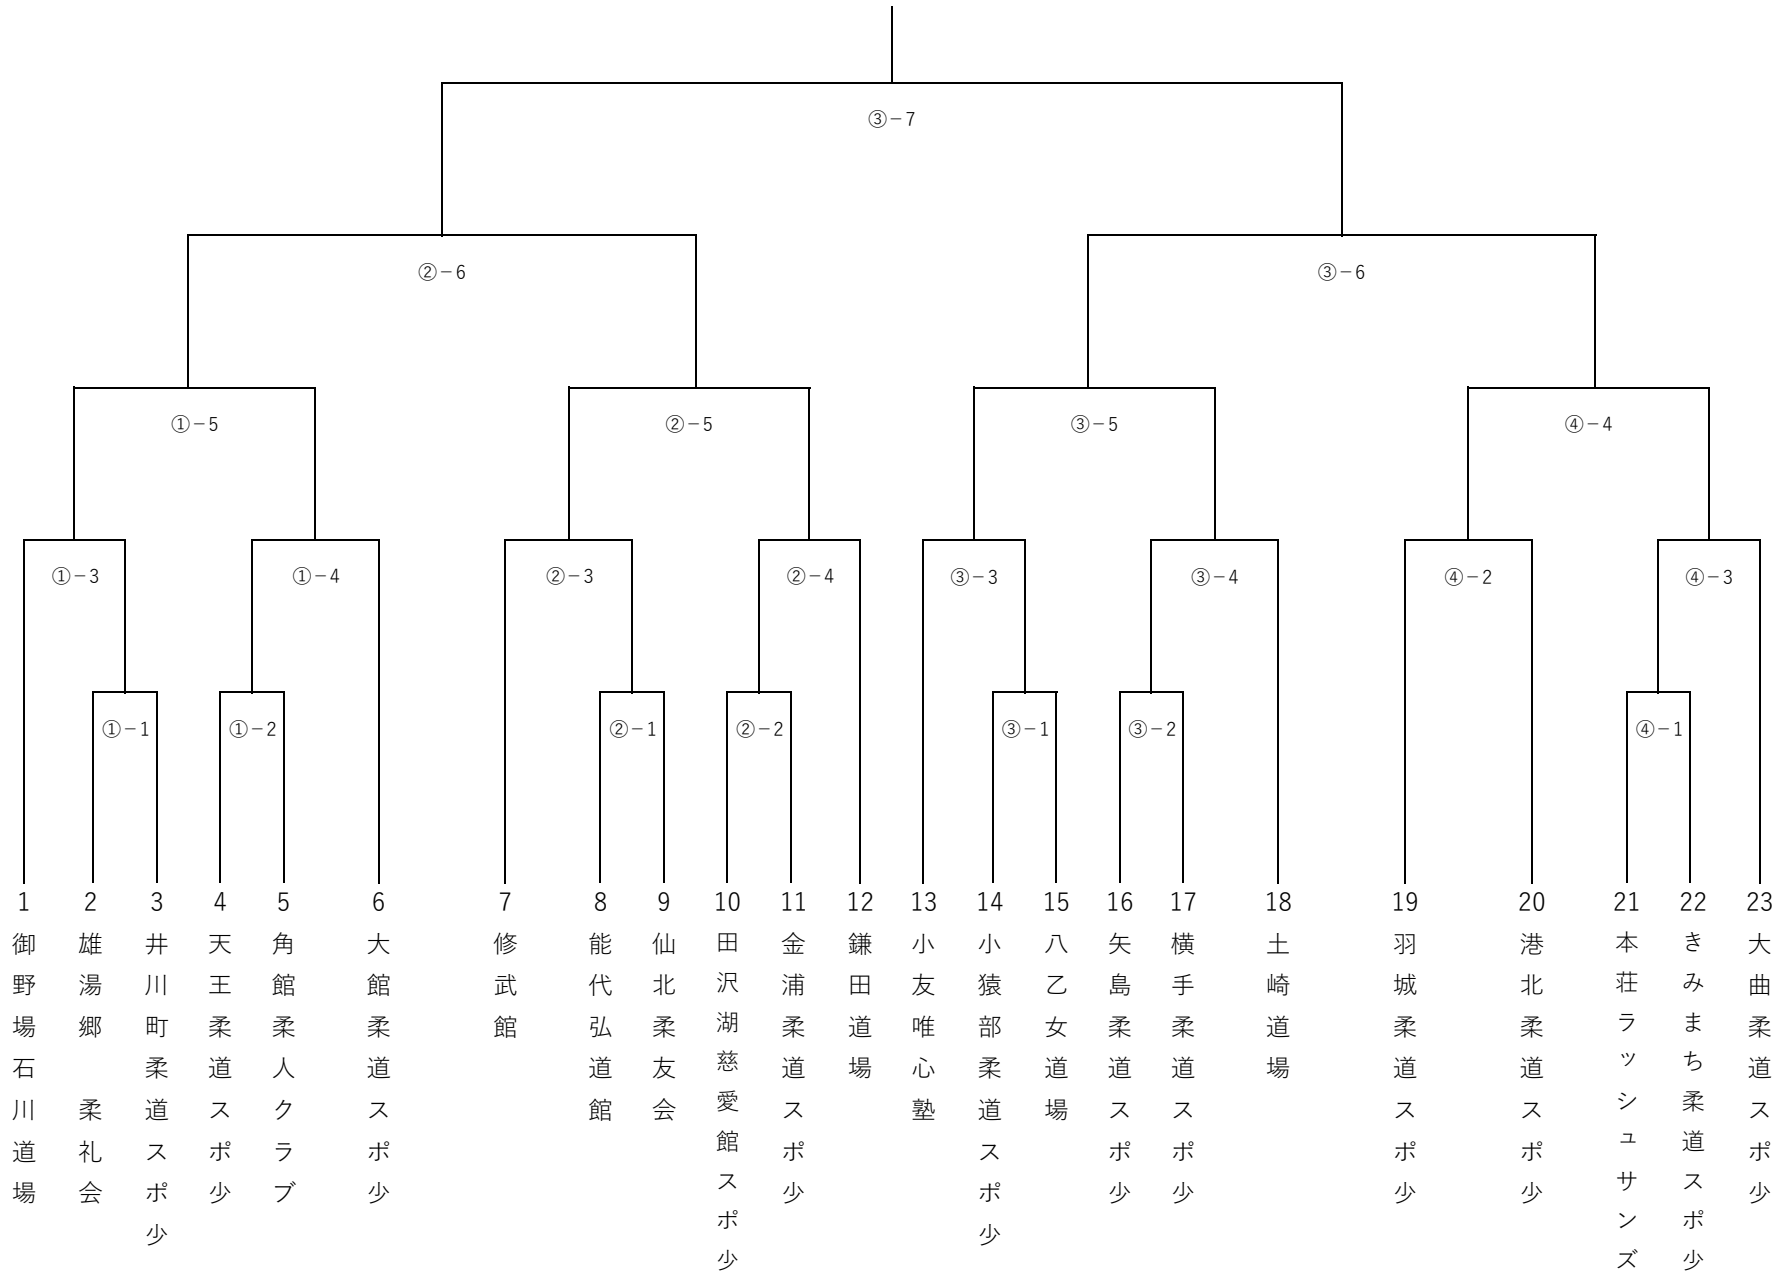 ③－7
②－6
③－6
①－5
②－5
③－5
④－4
①－3
①－4
②－3
②－4
③－3
③－4
④－2
④－3
①－1
①－2
②－1
②－2
③－1
③－2
④－1
1 御野場石川道場
2 雄湯郷　柔礼会
3 井川町柔道スポ少
4 天王柔道スポ少
5 角館柔人クラブ
6 大館柔道スポ少
7 修武館
8 能代弘道館
9 仙北柔友会
10 田沢湖慈愛館スポ少
11 金浦柔道スポ少
12 鎌田道場
13 小友唯心塾
14 小猿部柔道スポ少
15 八乙女道場
16 矢島柔道スポ少
17 横手柔道スポ少
18 土崎道場
19 羽城柔道スポ少
20 港北柔道スポ少
21 本荘ラッシュサンズ
22 きみまち柔道スポ少
23 大曲柔道スポ少